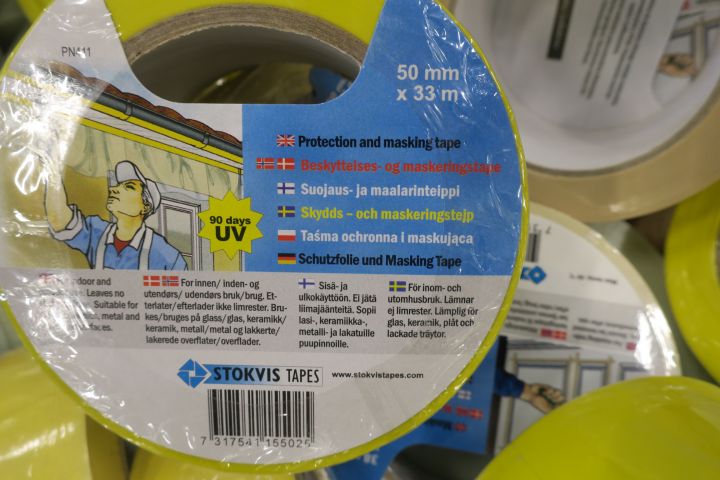 PN411
50 mm
x 33 m
Protection and masking tape
Beskyttelses- og maskeringstape
Suojaus- ja maalarinteippi
Skydds – och maskeringstejp
Taśma ochronna i maskująca
Schutzfolie und Masking Tape
90 days
UV
indoor and
Leaves no
Suitable for
metal and
For innen/ inden- og
utendørs/ udendørs bruk/brug. Et-
terlater/efterlader ikke limrester. Bru-
kes/bruges på glass/glas, keramikk/
keramik, metall/metal og lakkerte/
lakerede overflater/overflader.
Sisä- ja
ulkokäyttöön. Ei jätä
liimajäänteitä. Sopii
lasi-, keramiikka-,
metalli- ja lakatuille
puupinnoille.
För inom- och
utomhusbruk. Lämnar
ej limrester. Lämplig för
glas, keramik, plåt och
lackade träytor.
STOKVIS TAPES
www.stokvistapes.com
7 317541 155025